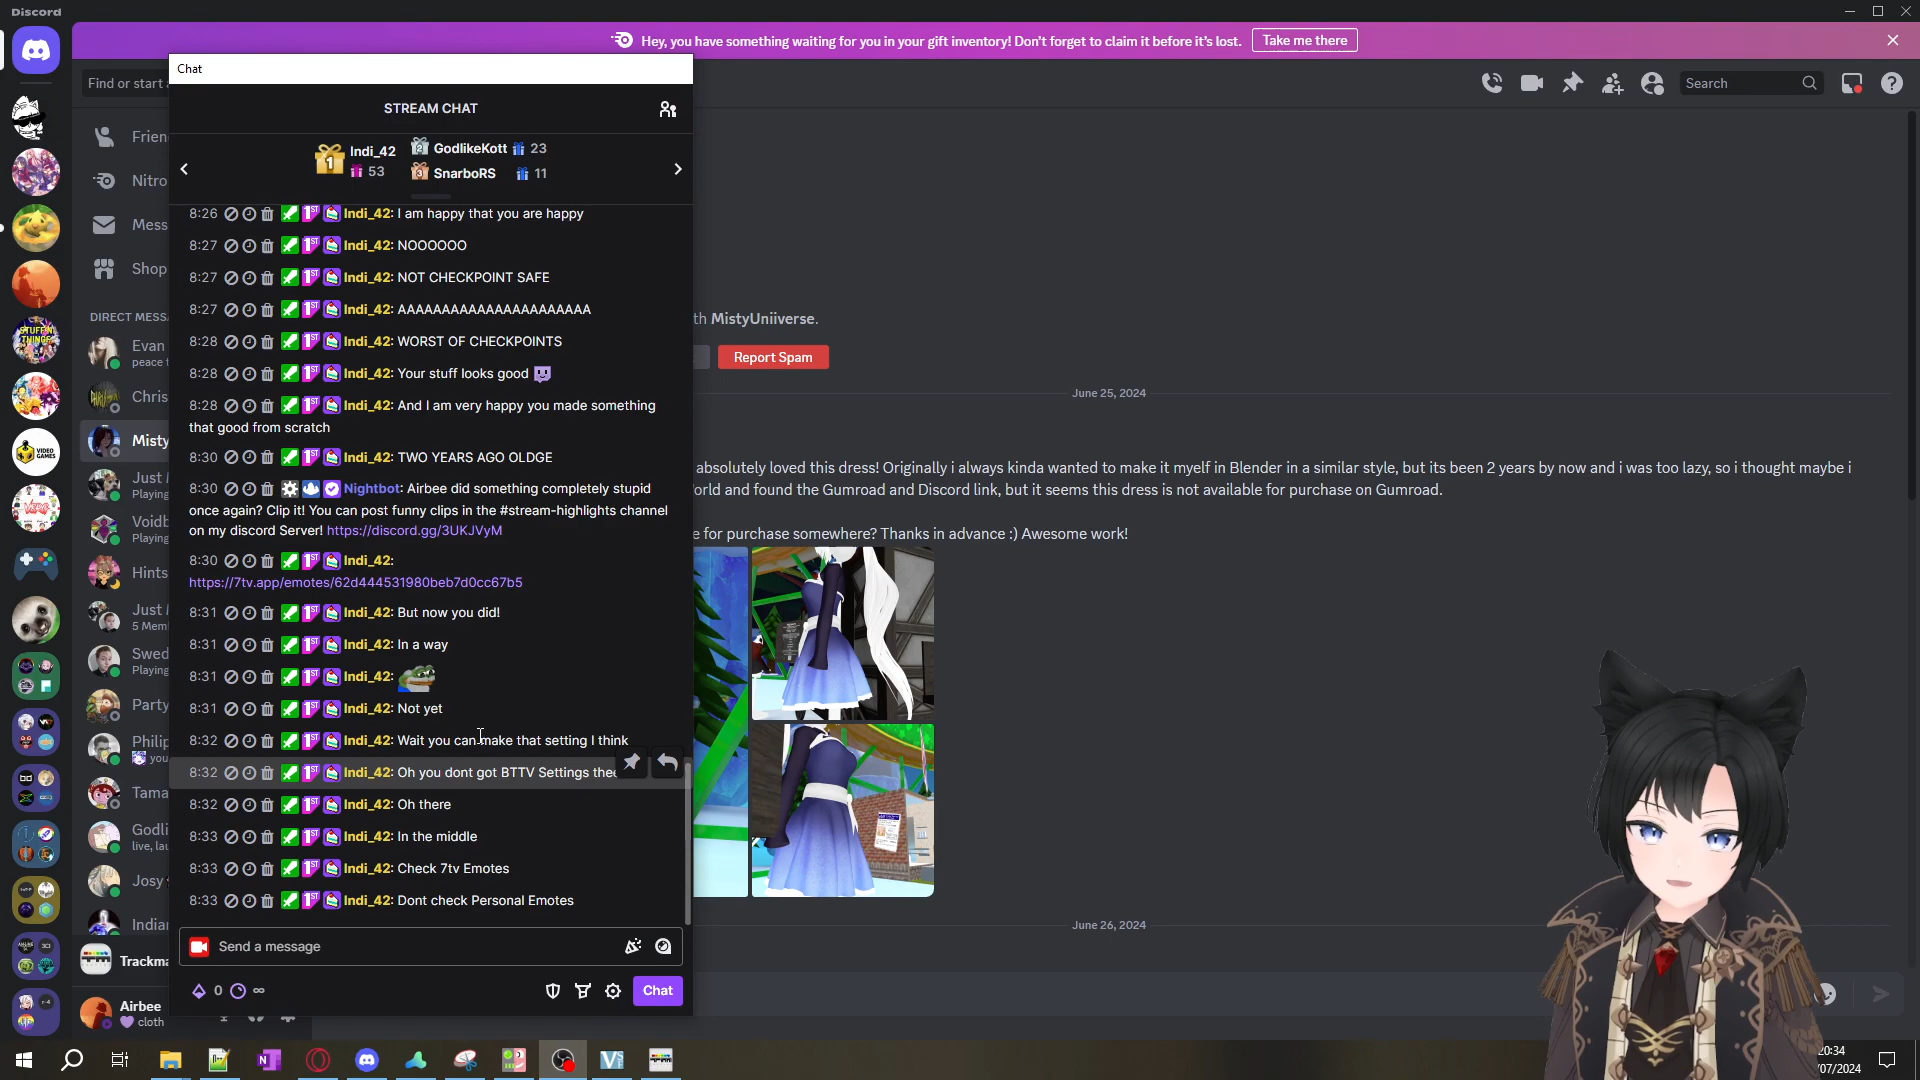 Discord
Hey, you have something waiting for you in your gift inventory! Don't forget to claim it before it's lost.
Take me there
Chat
Find or start
Search
STREAM CHAT
Indi_42
53
GodlikeKott 23
SnarboRS 11
Frien
Nitro
Mess
Shop
DIRECT MESS
Evan
peace t
Chris
Misty
Just
Playing
Voidb
Playing
Hints
Just
5 Mem
Swed
Playing
Party
Philip
you
Tama
Godli
live, lau
Josy
Indian
Trackma
Airbee
cloth
8:26 Indi_42: I am happy that you are happy
8:27 Indi_42: NOOOOOO
8:27 Indi_42: NOT CHECKPOINT SAFE
8:27 Indi_42: AAAAAAAAAAAAAAAAAAAAAA
8:28 Indi_42: WORST OF CHECKPOINTS
8:28 Indi_42: Your stuff looks good
8:28 Indi_42: And I am very happy you made something
that good from scratch
8:30 Indi_42: TWO YEARS AGO OLDGE
8:30 Nightbot: Airbee did something completely stupid
once again? Clip it! You can post funny clips in the #stream-highlights channel
on my discord Server! https://discord.gg/3UKJVyM
8:30 Indi_42:
https://7tv.app/emotes/62d444531980beb7d0cc67b5
8:31 Indi_42: But now you did!
8:31 Indi_42: In a way
8:31 Indi_42:
8:31 Indi_42: Not yet
8:32 Indi_42: Wait you can make that setting I think
8:32 Indi_42: Oh you dont got BTTV Settings the
8:32 Indi_42: Oh there
8:33 Indi_42: In the middle
8:33 Indi_42: Check 7tv Emotes
8:33 Indi_42: Dont check Personal Emotes
Send a message
0 ∞
Chat
th MistyUniiverse.
Report Spam
June 25, 2024
absolutely loved this dress! Originally i always kinda wanted to make it myelf in Blender in a similar style, but its been 2 years by now and i was too lazy, so i thought maybe i
orld and found the Gumroad and Discord link, but it seems this dress is not available for purchase on Gumroad.
e for purchase somewhere? Thanks in advance :) Awesome work!
June 26, 2024
20:34
/07/2024